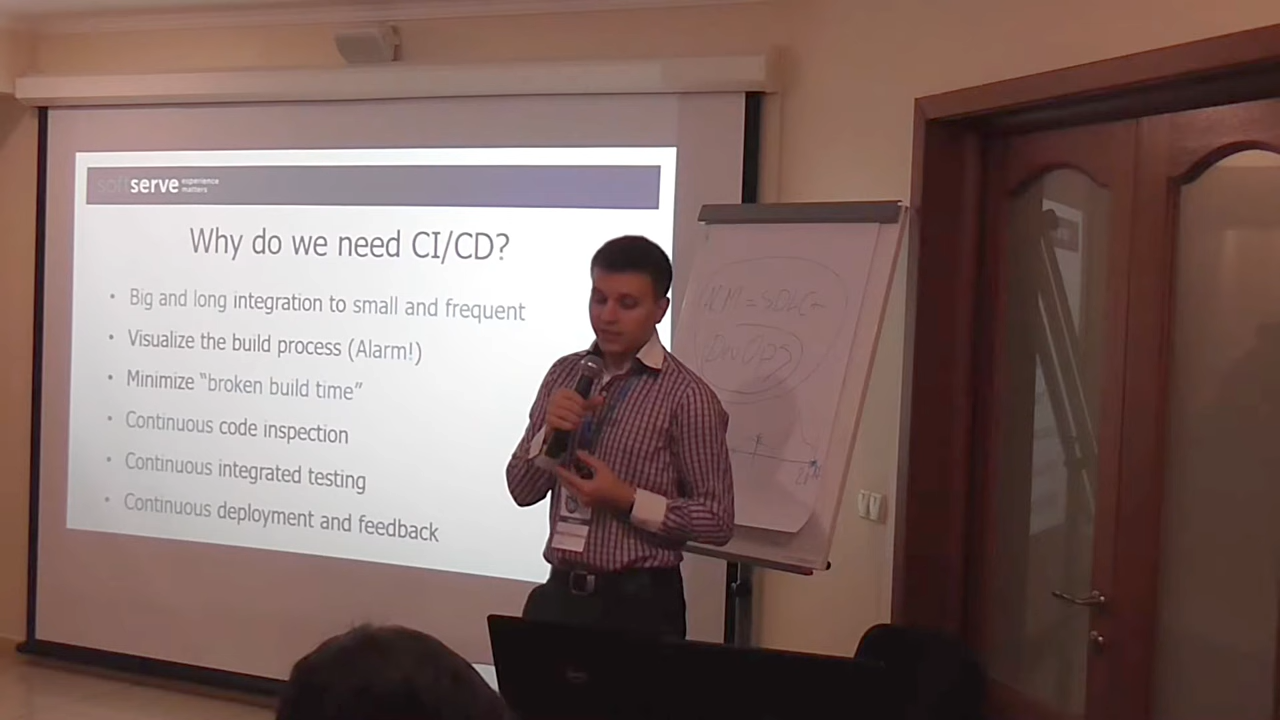 softserve experience matters
Why do we need CI/CD?
• Big and long integration to small and frequent
• Visualize the build process (Alarm!)
• Minimize “broken build time”
• Continuous code inspection
• Continuous integrated testing
• Continuous deployment and feedback
DevOPS